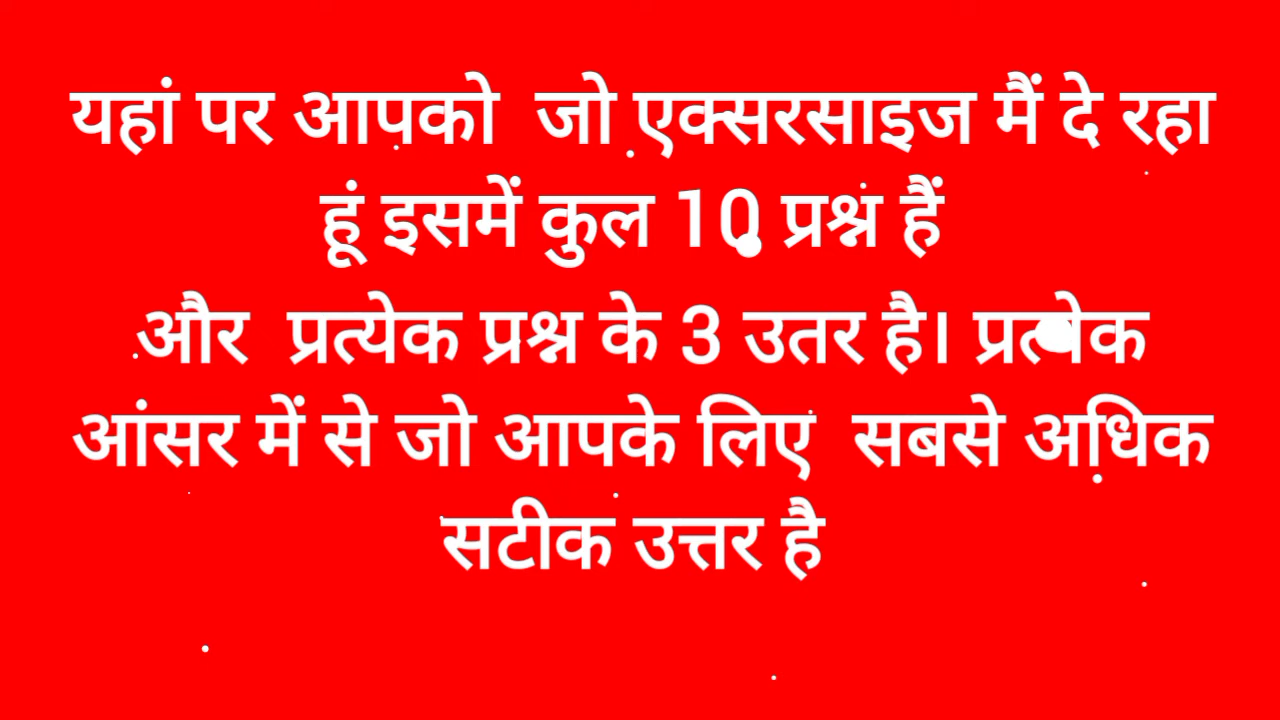 यहां पर आपको जो एक्सरसाइज मैं दे रहा
हूं इसमें कुल 10 प्रश्न हैं
और प्रत्येक प्रश्न के 3 उतर है। प्रत्येक
आंसर में से जो आपके लिए सबसे अधिक
सटीक उत्तर है